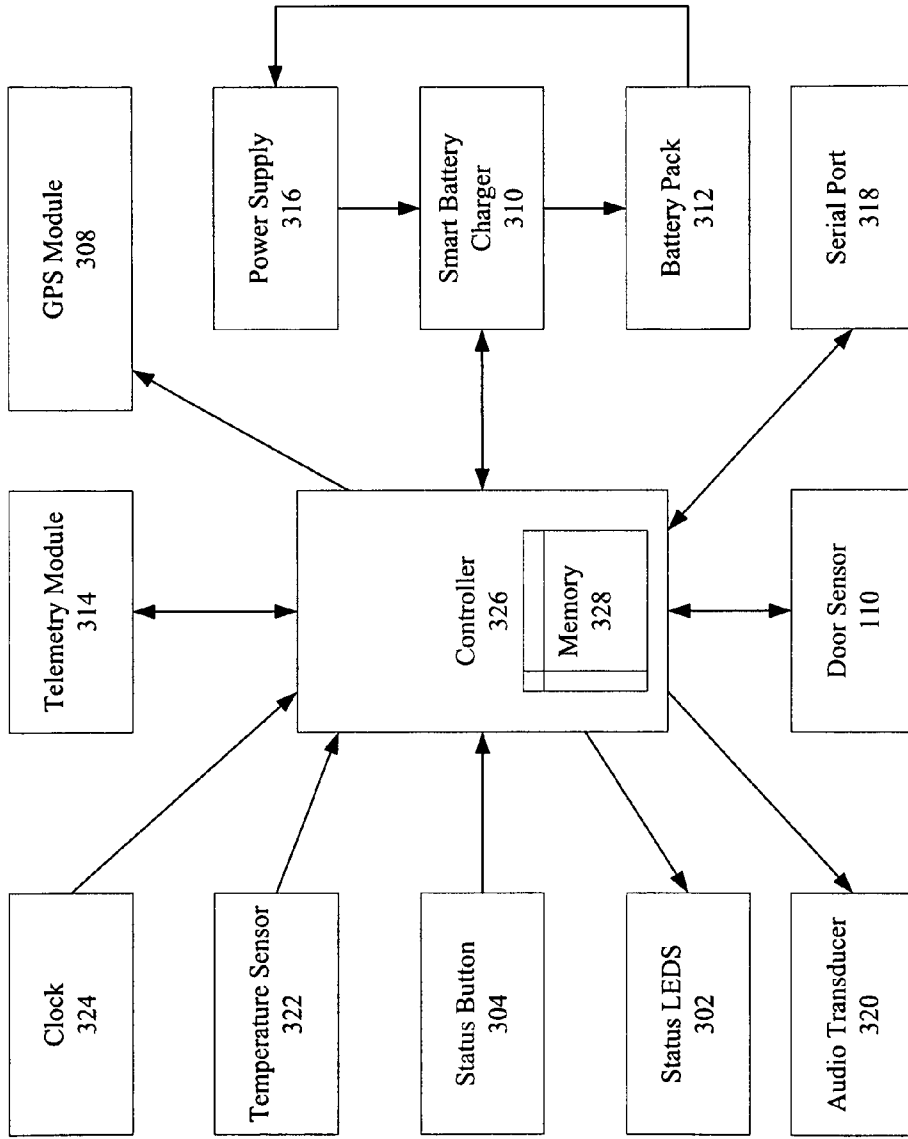 Clock
324
Temperature Sensor
322
Status Button
304
Status LEDS
302
Audio Transducer
320
Telemetry Module
314
Controller
326
Memory
328
Door Sensor
110
GPS Module
308
Power Supply
316
Smart Battery
Charger
310
Battery Pack
312
Serial Port
318